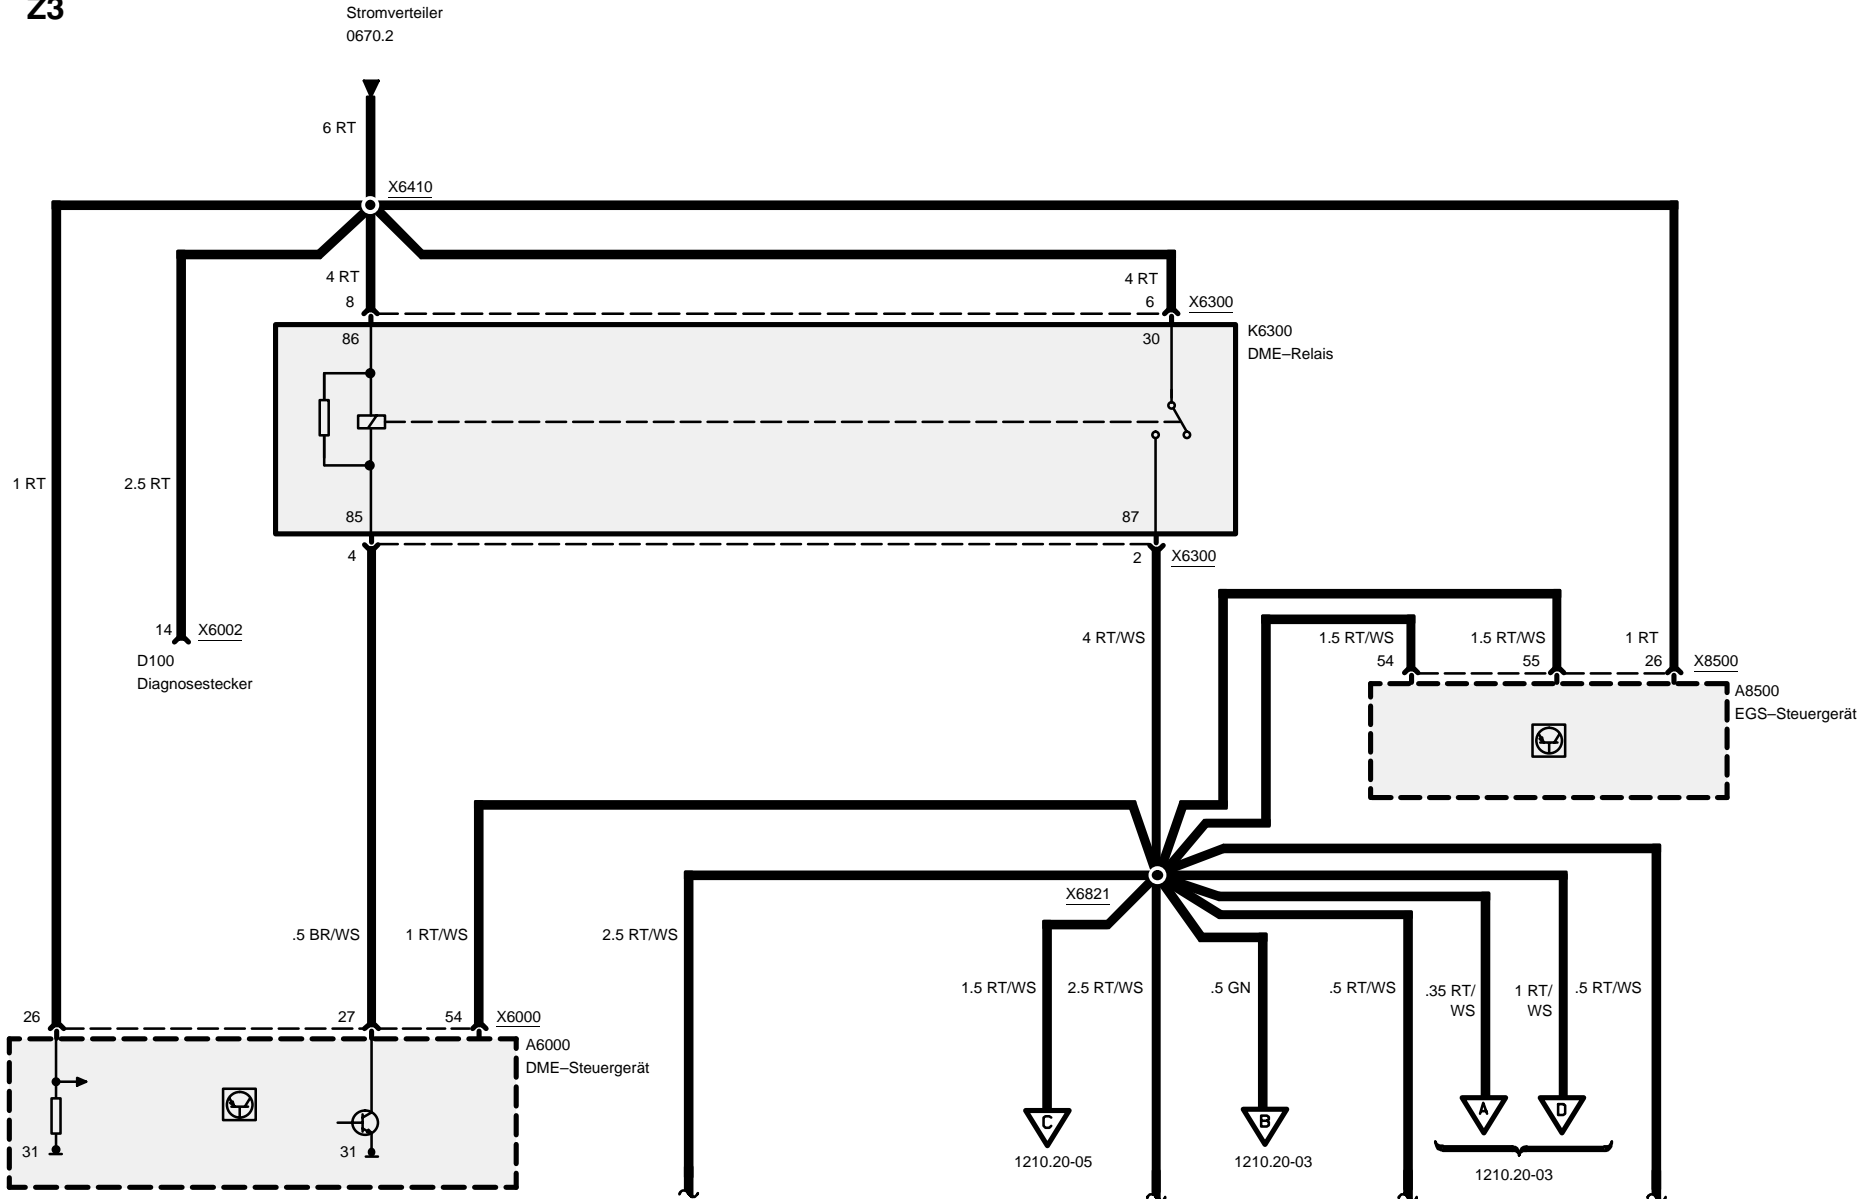 Z3
Stromverteiler
0670.2
6 RT
X6410
4 RT
4 RT
8
6
X6300
86
30
K6300
DME–Relais
1 RT
2.5 RT
85
87
4
2
X6300
14
X6002
D100
Diagnosestecker
4 RT/WS
1.5 RT/WS
1.5 RT/WS
1 RT
54
55
26
X8500
A8500
EGS–Steuergerät
X6821
.5 BR/WS
1 RT/WS
2.5 RT/WS
1.5 RT/WS
2.5 RT/WS
.5 GN
.5 RT/WS
.35 RT/
WS
1 RT/
WS
.5 RT/WS
26
27
54
X6000
A6000
DME–Steuergerät
31
31
C
B
A
D
1210.20-05
1210.20-03
1210.20-03